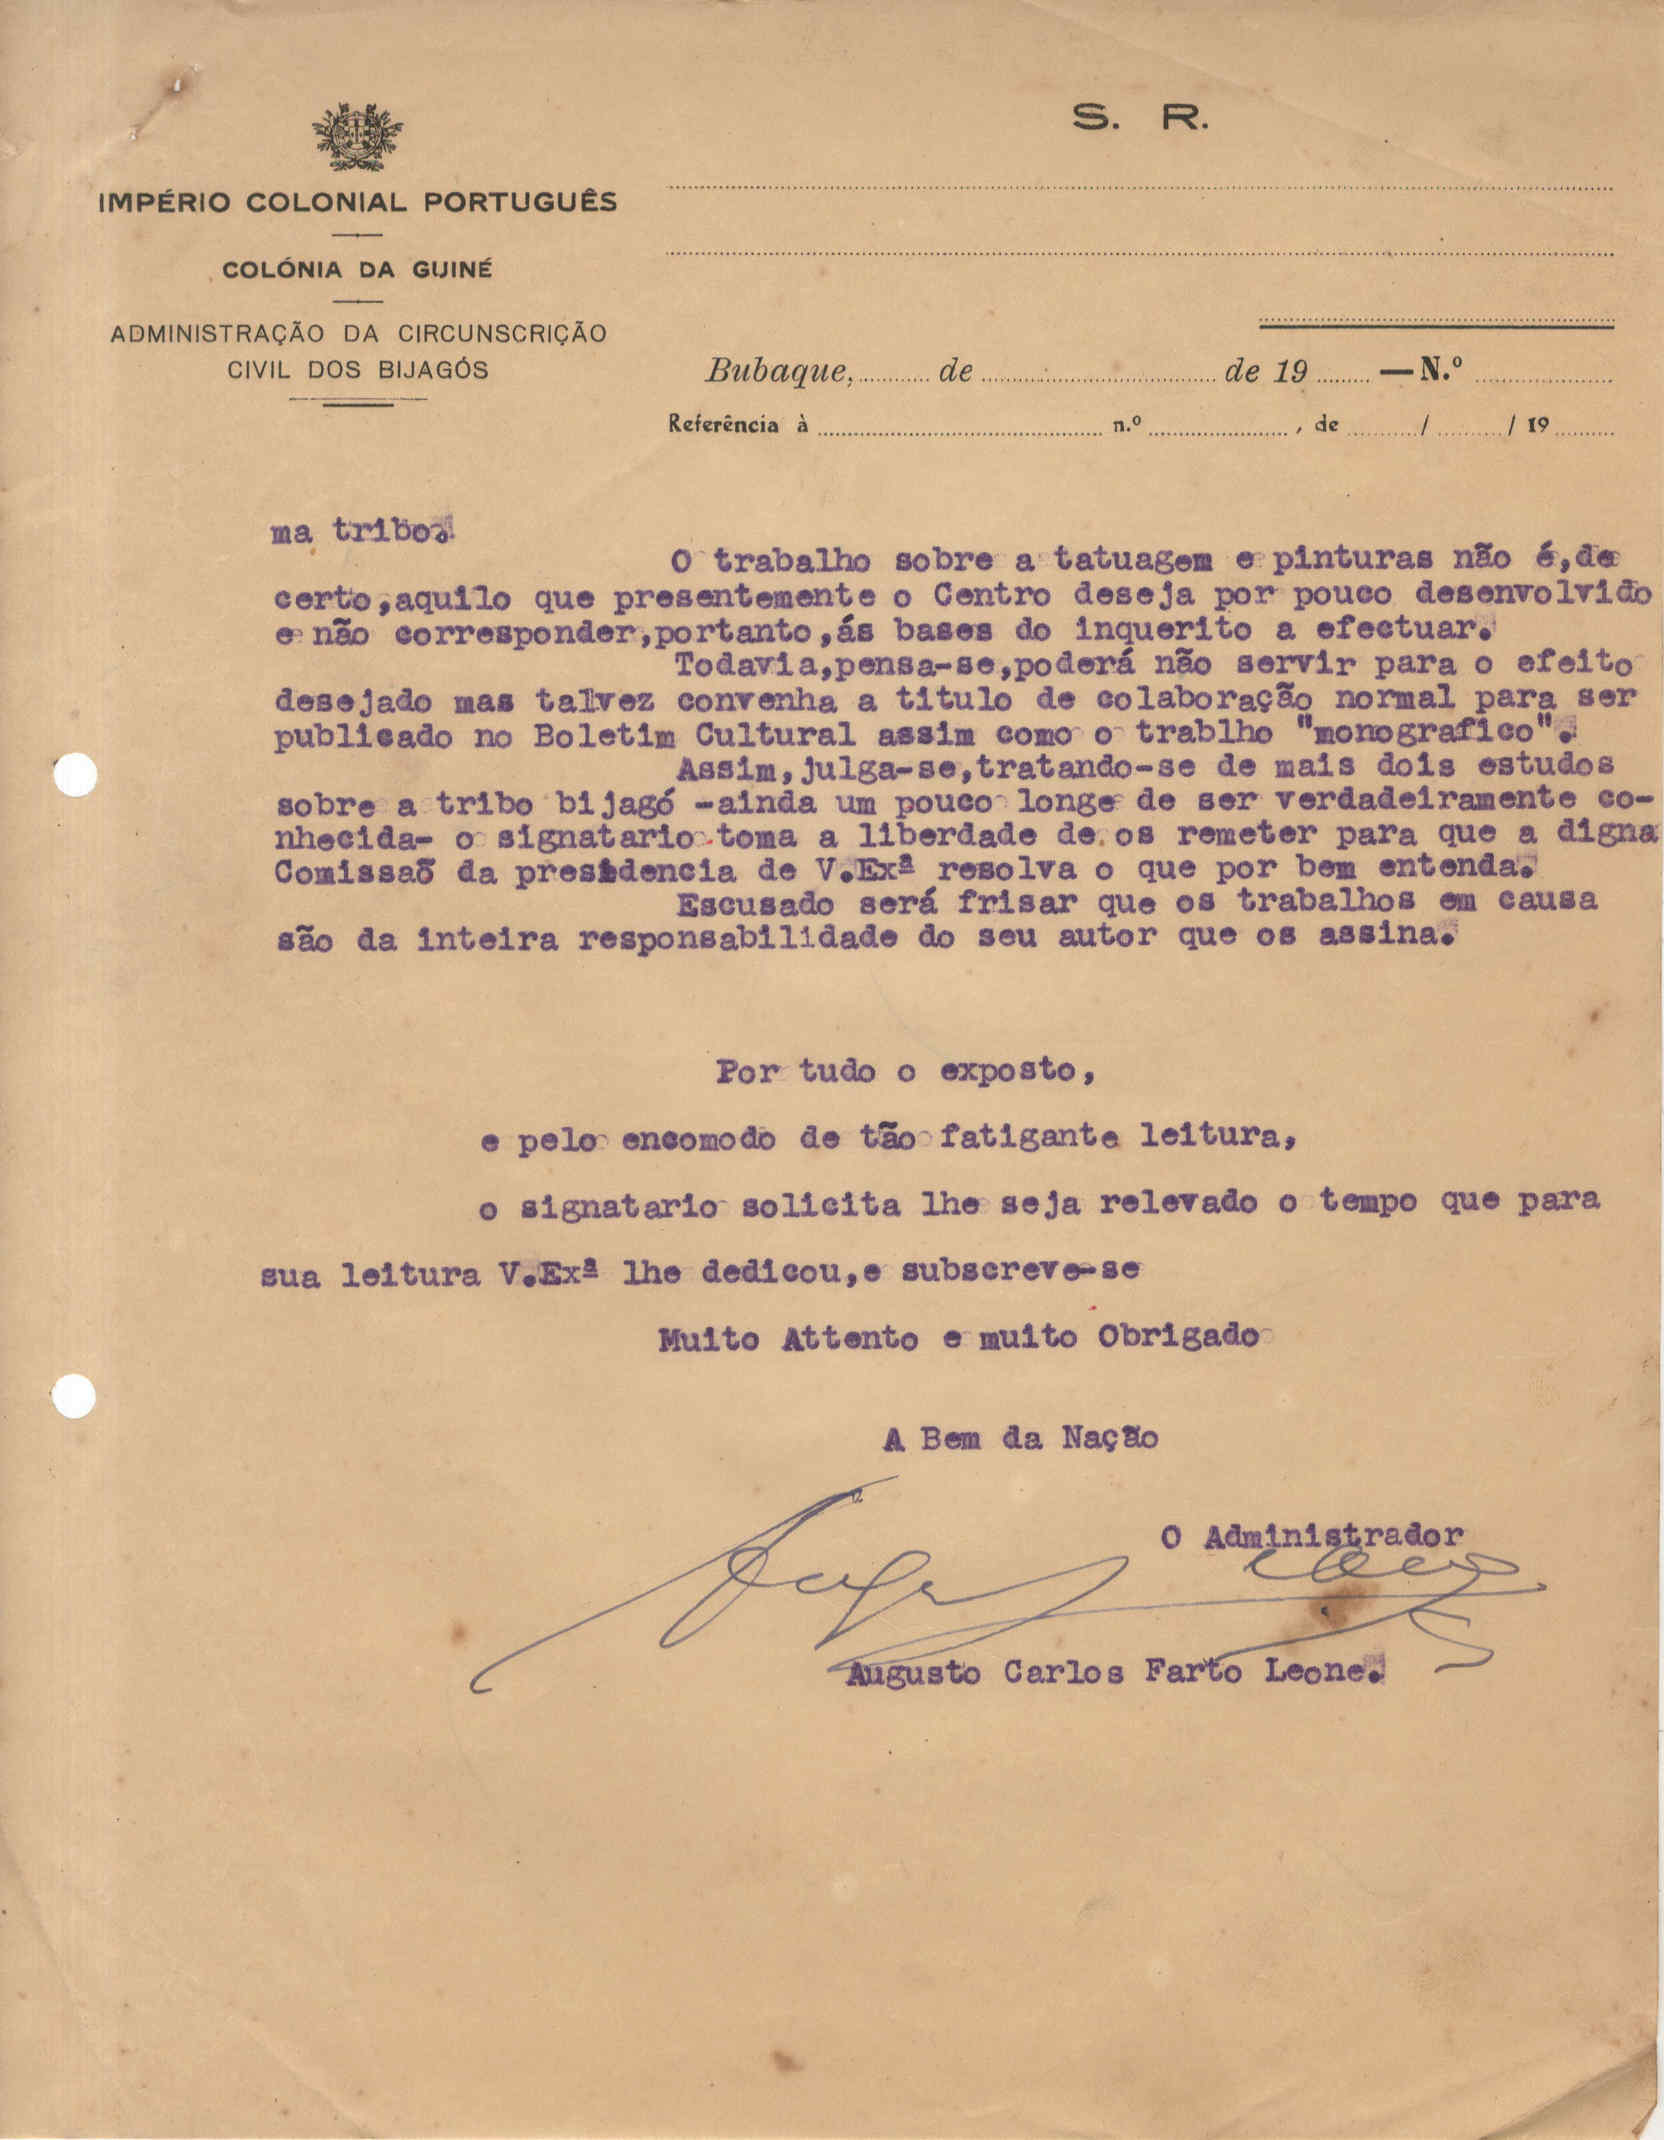 S. R.
IMPÉRIO COLONIAL PORTUGUÊS
COLÓNIA DA GUINÉ
ADMINISTRAÇÃO DA CIRCUNSCRIÇÃO
CIVIL DOS BIJAGÓS
Bubaque, de de 19 — N.º
Referência à n.º , de / / 19
ma tribo.
O trabalho sobre a tatuagem e pinturas não é,de
certo,aquilo que presentemente o Centro deseja por pouco desenvolvido
e não corresponder,portanto,ás bases do inquerito a efectuar.
Todavia,pensa-se,poderá não servir para o efeito
desejado mas talvez convenha a titulo de colaboração normal para ser
publicado no Boletim Cultural assim como o trablho "monografico".
Assim,julga-se,tratando-se de mais dois estudos
sobre a tribo bijagó -ainda um pouco longe de ser verdadeiramente co-
nhecida- o signatario toma a liberdade de os remeter para que a digna
Comissaõ da presidencia de V.Exª resolva o que por bem entenda.
Escusado será frisar que os trabalhos em causa
são da inteira responsabilidade do seu autor que os assina.
Por tudo o exposto,
e pelo encomodo de tão fatigante leitura,
o signatario solicita lhe seja relevado o tempo que para
sua leitura V.Exª lhe dedicou,e subscreve-se
Muito Attento e muito Obrigado
A Bem da Nação
O Administrador
Augusto Carlos Farto Leone.